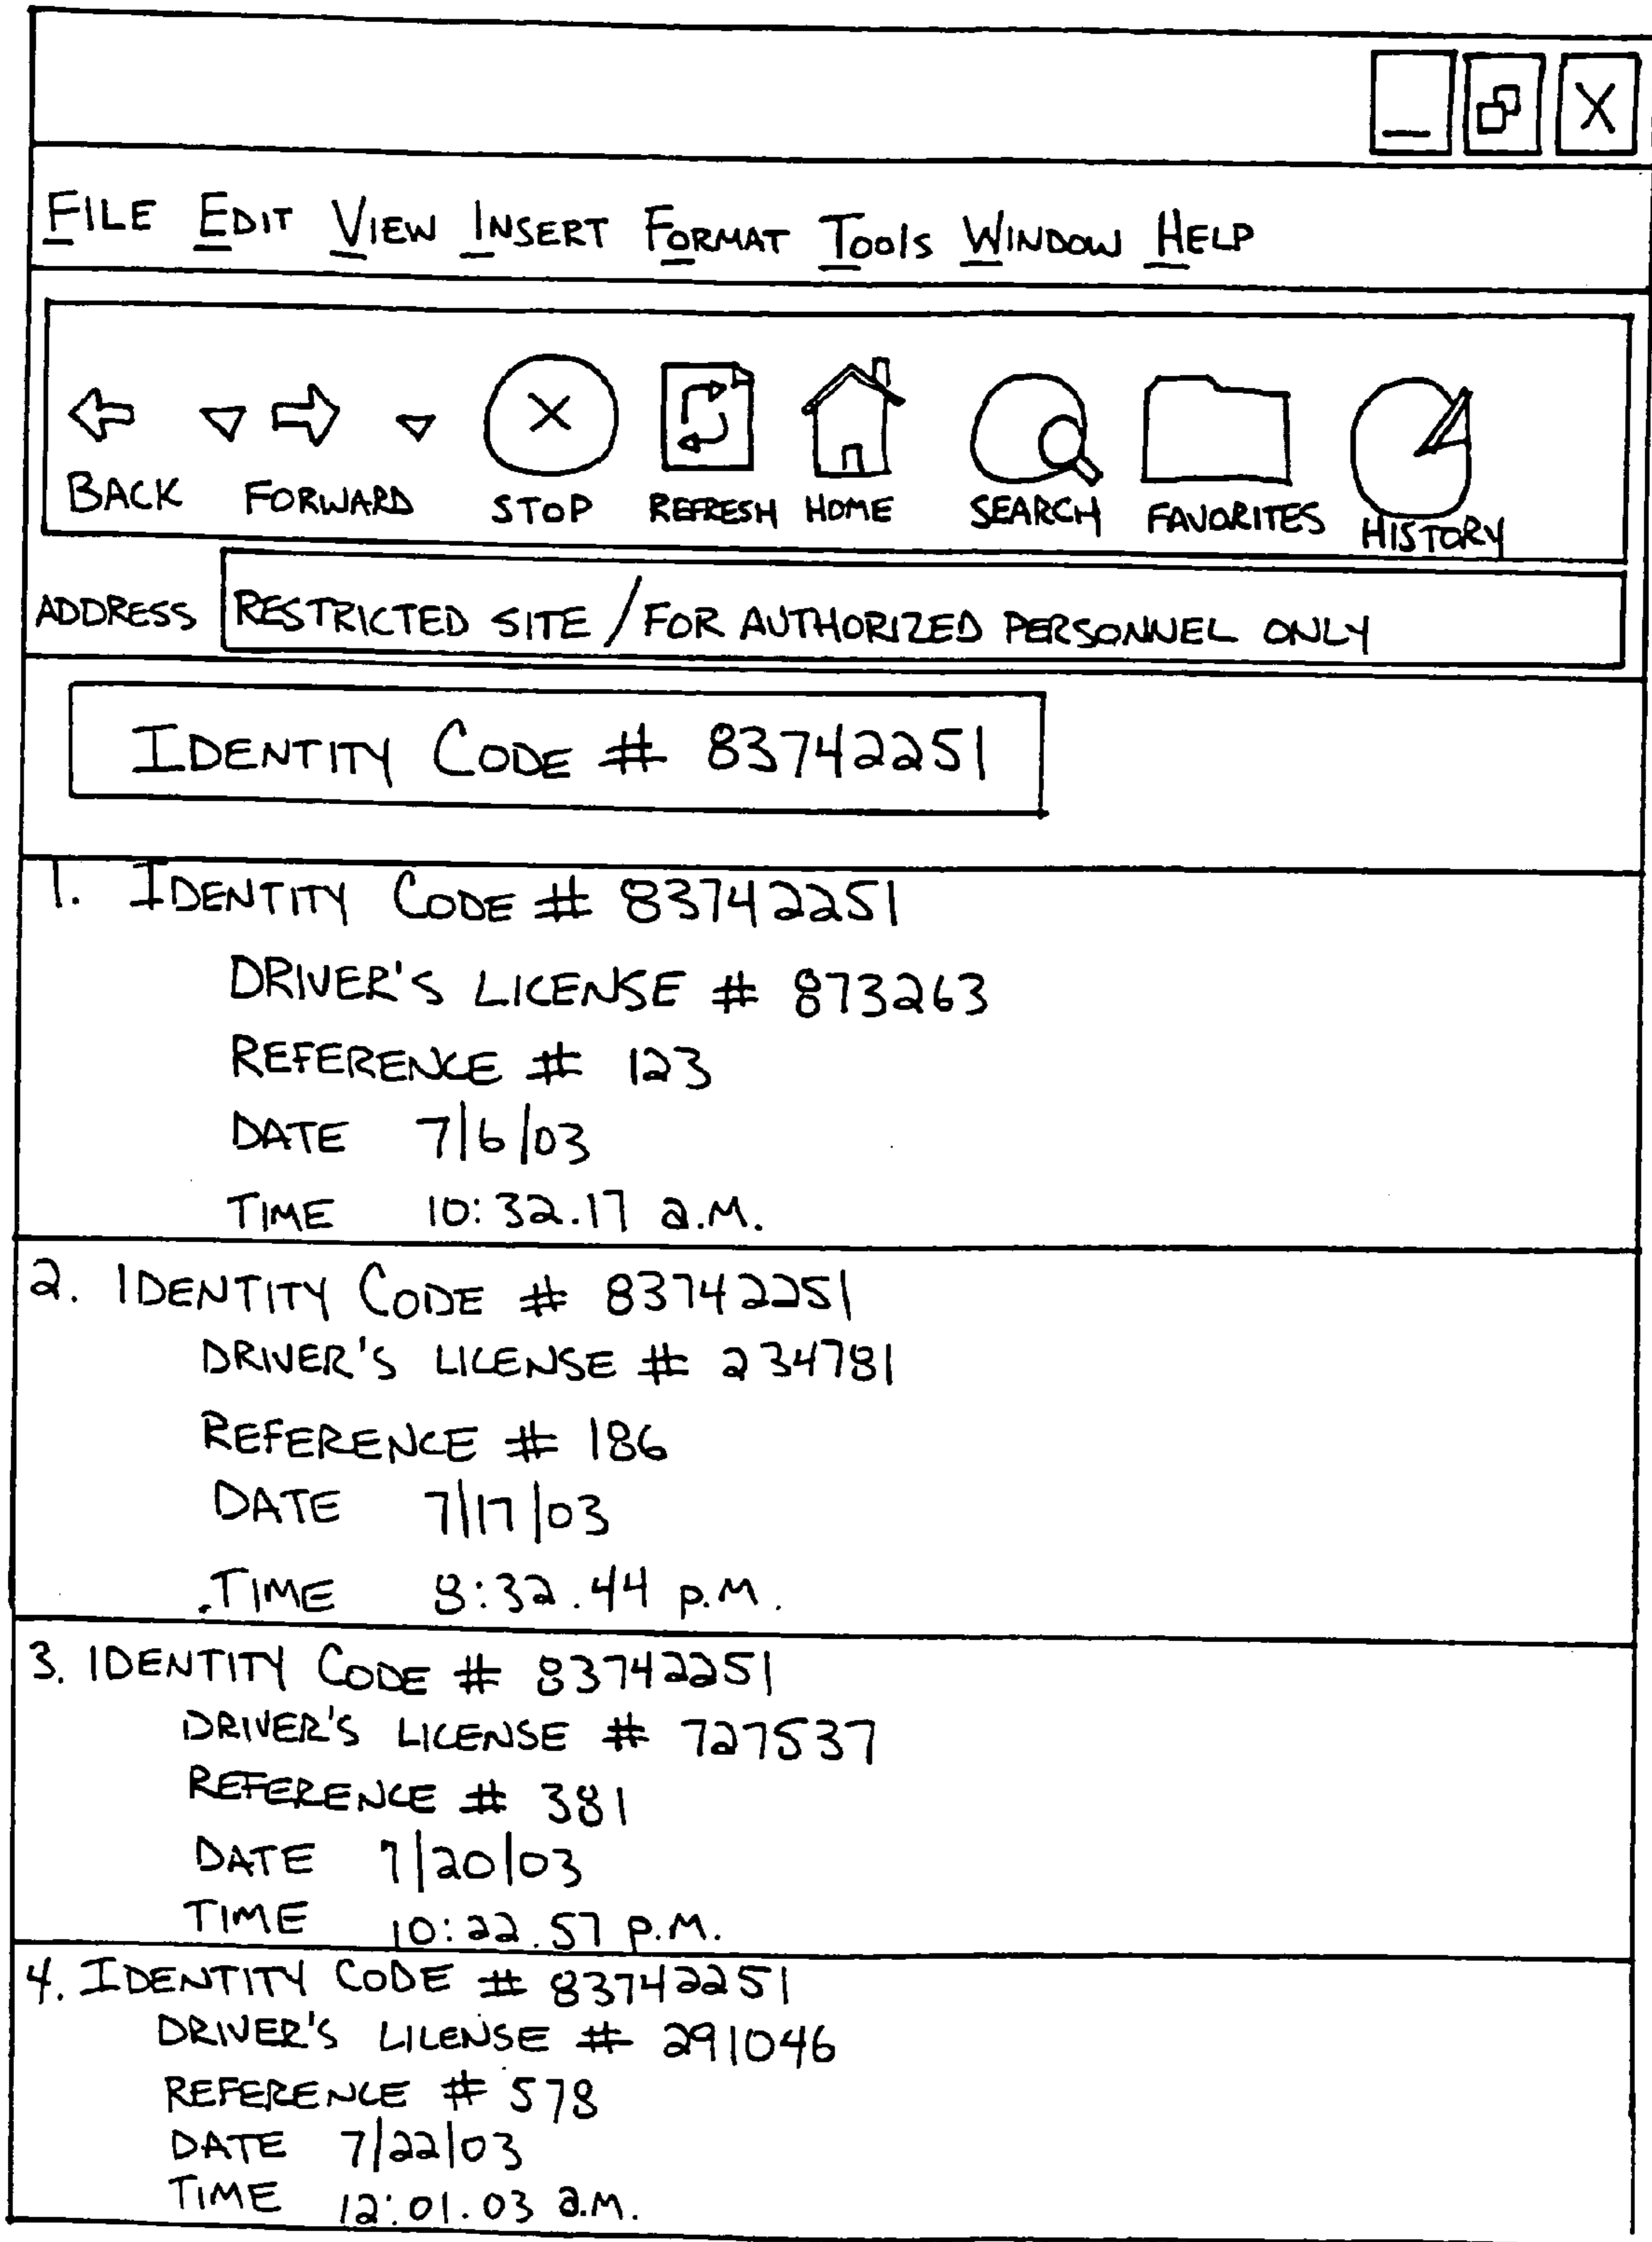 FILE EDIT VIEW INSERT FORMAT Tools WINDOW HELP
BACK FORWARD STOP REFRESH HOME SEARCH FAVORITES HISTORY
ADDRESS RESTRICTED SITE / FOR AUTHORIZED PERSONNEL ONLY
IDENTITY CODE # 83742251
1. IDENTITY CODE # 83742251
DRIVER'S LICENSE # 873263
REFERENCE # 123
DATE 7/6/03
TIME 10:32.17 a.M.
2. IDENTITY CODE # 83742251
DRIVER'S LICENSE # 234781
REFERENCE # 186
DATE 7/17/03
TIME 8:32.44 p.M.
3. IDENTITY CODE # 83742251
DRIVER'S LICENSE # 727537
REFERENCE # 381
DATE 7/20/03
TIME 10:22.57 P.M.
4. IDENTITY CODE # 83742251
DRIVER'S LICENSE # 291046
REFERENCE # 578
DATE 7/22/03
TIME 12:01.03 a.M.